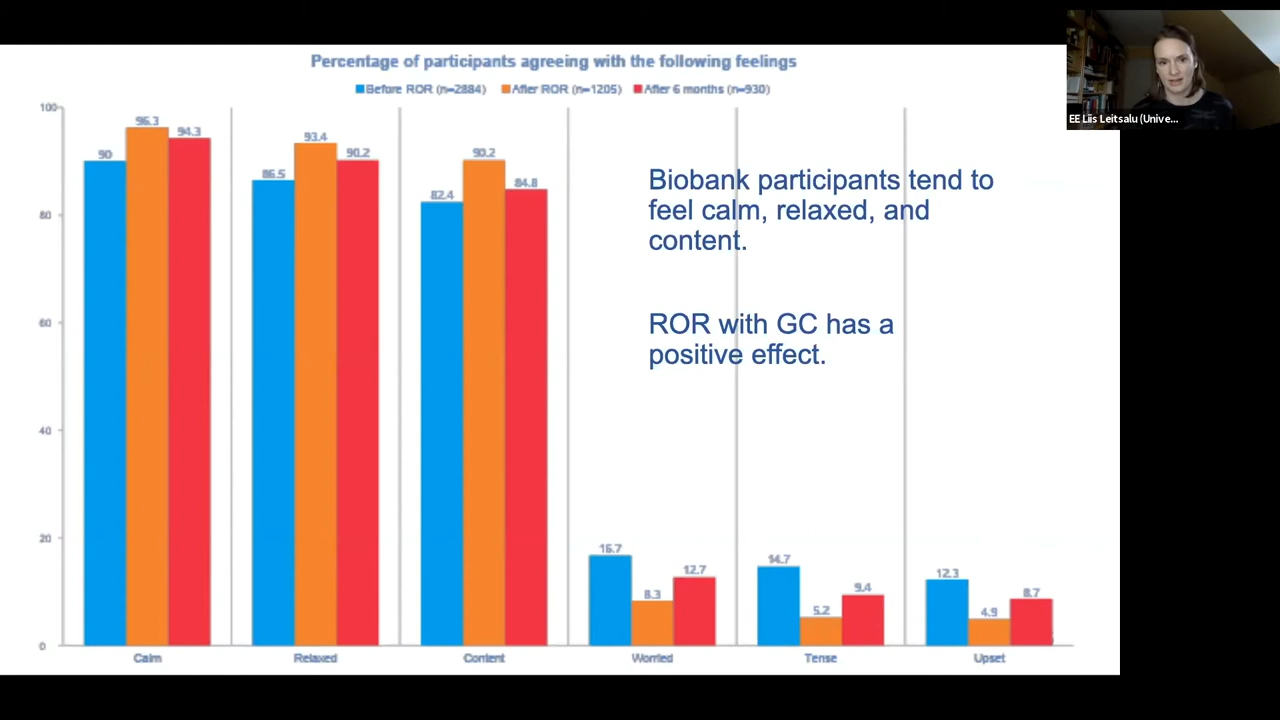 Percentage of participants agreeing with the following feelings
Before ROR (n=2884) After ROR (n=1205) After 6 months (n=930)
EE Liis Leitsalu (Unive...
100
80
60
40
20
0
90 96.3 94.3
86.5 93.4 90.2
82.4 90.2 84.8
16.7 8.3 12.7
14.7 5.2 9.4
12.3 4.9 8.7
Biobank participants tend to
feel calm, relaxed, and
content.
ROR with GC has a
positive effect.
Calm Relaxed Content Worried Tense Upset